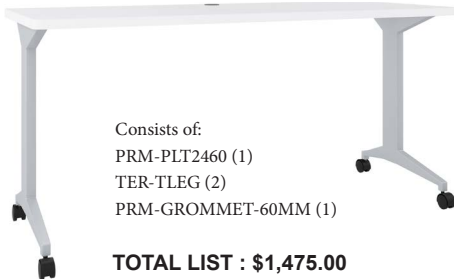 Consists of:
PRM-PLT2460 (1)
TER-TLEG (2)
PRM-GROMMET-60MM (1)
TOTAL LIST : $1,475.00